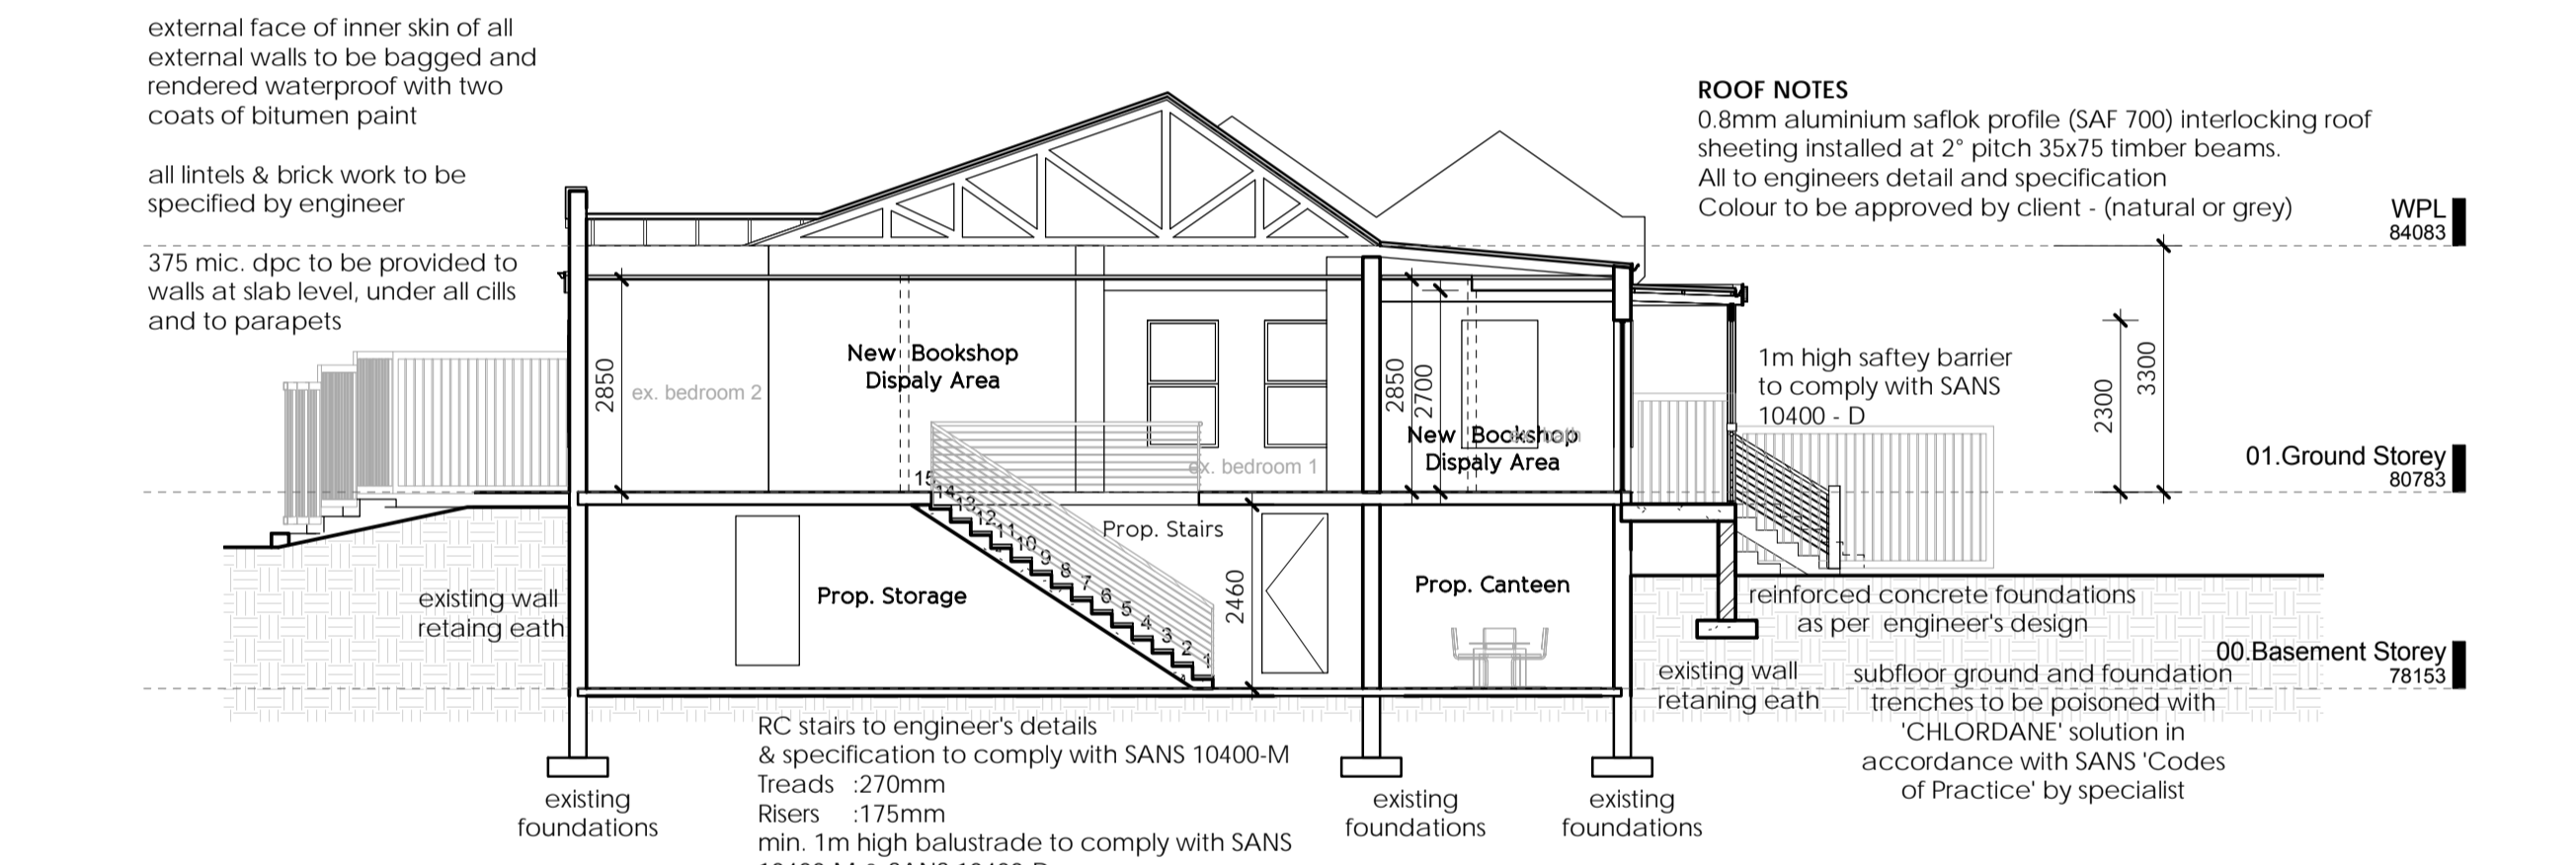 external face of inner skin of all
external walls to be bagged and
rendered waterproof with two
coats of bitumen paint
all lintels & brick work to be
specified by engineer
375 mic. dpc to be provided to
walls at slab level, under all cills
and to parapets
ROOF NOTES
0.8mm aluminium saflok profile (SAF 700) interlocking roof
sheeting installed at 2° pitch 35x75 timber beams.
All to engineers detail and specification
Colour to be approved by client - (natural or grey)
WPL
84083
2850
ex. bedroom 2
New Bookshop
Dispaly Area
ex. bedroom 1
2850
2700
New Bookshop
Dispaly Area
1m high saftey barrier
to comply with SANS
10400 - D
2300
3300
01.Ground Storey
80783
15
14
13
12
11
10
9
8
7
6
5
4
3
2
1
Prop. Stairs
Prop. Storage
2460
Prop. Canteen
existing wall
retaing eath
reinforced concrete foundations
as per engineer's design
00.Basement Storey
78153
existing wall
retaning eath
subfloor ground and foundation
trenches to be poisoned with
'CHLORDANE' solution in
accordance with SANS 'Codes
of Practice' by specialist
RC stairs to engineer's details
& specification to comply with SANS 10400-M
Treads :270mm
Risers :175mm
min. 1m high balustrade to comply with SANS
existing
foundations
existing
foundations
existing
foundations